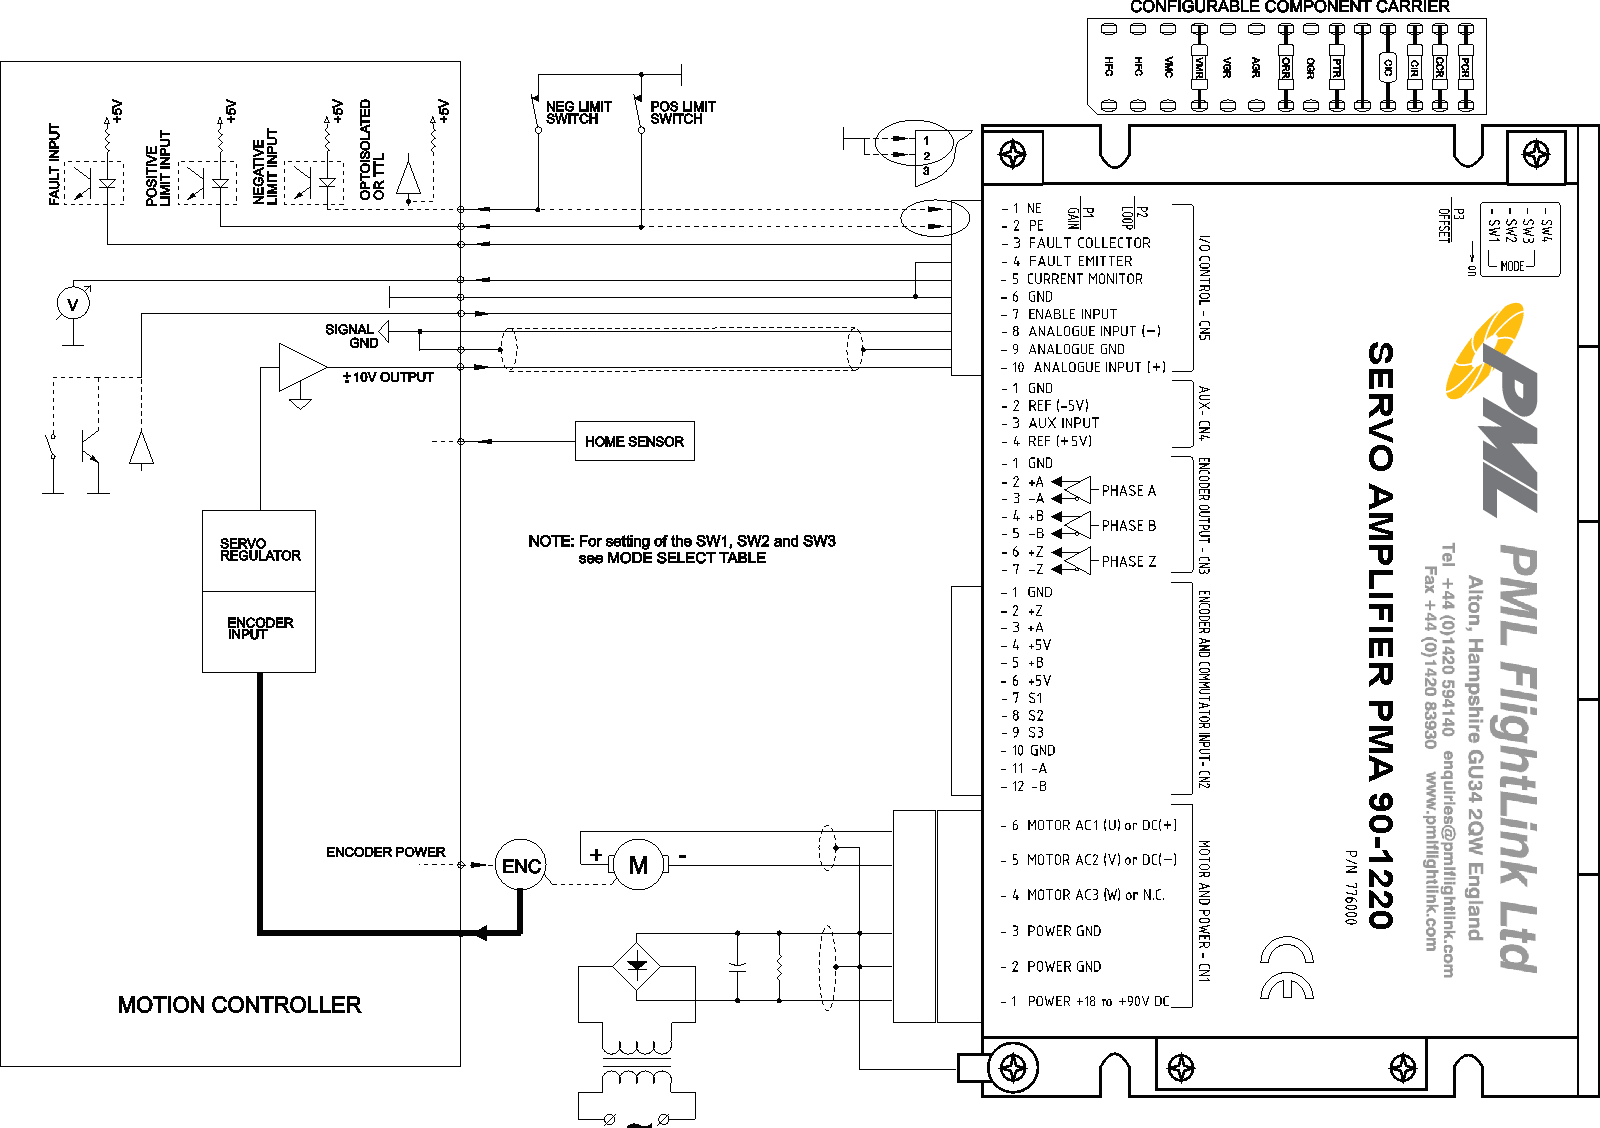 CONFIGURABLE COMPONENT CARRIER
HFC
HFC
VMC
VMR
VGR
AGR
ORR
OGR
PTR
CIC
CIR
CCR
PCR
FAULT INPUT
+5V
POSITIVE
LIMIT INPUT
+5V
NEGATIVE
LIMIT INPUT
+5V
OPTOISOLATED
OR TTL
+5V
NEG LIMIT
SWITCH
POS LIMIT
SWITCH
1
2
3
V
SIGNAL
GND
±10V OUTPUT
HOME SENSOR
SERVO
REGULATOR
ENCODER
INPUT
NOTE: For setting of the SW1, SW2 and SW3
see MODE SELECT TABLE
ENCODER POWER
ENC
+
M
-
MOTION CONTROLLER
- 1 NE
- 2 PE
- 3 FAULT COLLECTOR
- 4 FAULT EMITTER
- 5 CURRENT MONITOR
- 6 GND
- 7 ENABLE INPUT
- 8 ANALOGUE INPUT (-)
- 9 ANALOGUE GND
- 10 ANALOGUE INPUT (+)
P1
GAIN
P2
LOOP
I/O CONTROL - CN5
- 1 GND
- 2 REF (-5V)
- 3 AUX INPUT
- 4 REF (+5V)
AUX- CN4
- 1 GND
- 2 +A
- 3 -A
- 4 +B
- 5 -B
- 6 +Z
- 7 -Z
PHASE A
PHASE B
PHASE Z
ENCODER OUTPUT - CN3
- 1 GND
- 2 +Z
- 3 +A
- 4 +5V
- 5 +B
- 6 +5V
- 7 S1
- 8 S2
- 9 S3
- 10 GND
- 11 -A
- 12 -B
ENCODER AND COMMUTATOR INPUT- CN2
- 6 MOTOR AC1 (U) or DC(+)
- 5 MOTOR AC2 (V) or DC(-)
- 4 MOTOR AC3 (W) or N.C.
- 3 POWER GND
- 2 POWER GND
- 1 POWER +18 to +90V DC
MOTOR AND POWER - CN1
P3
OFFSET
on
- SW4
- SW3
- SW2
- SW1
MODE
SERVO AMPLIFIER PMA 90-1220
P/N 776000
PML
PML FlightLink Ltd
Alton, Hampshire GU34 2QW England
Tel +44 (0)1420 594140 enquiries@pmlflightlink.com
Fax +44 (0)1420 83930 www.pmlflightlink.com
CE